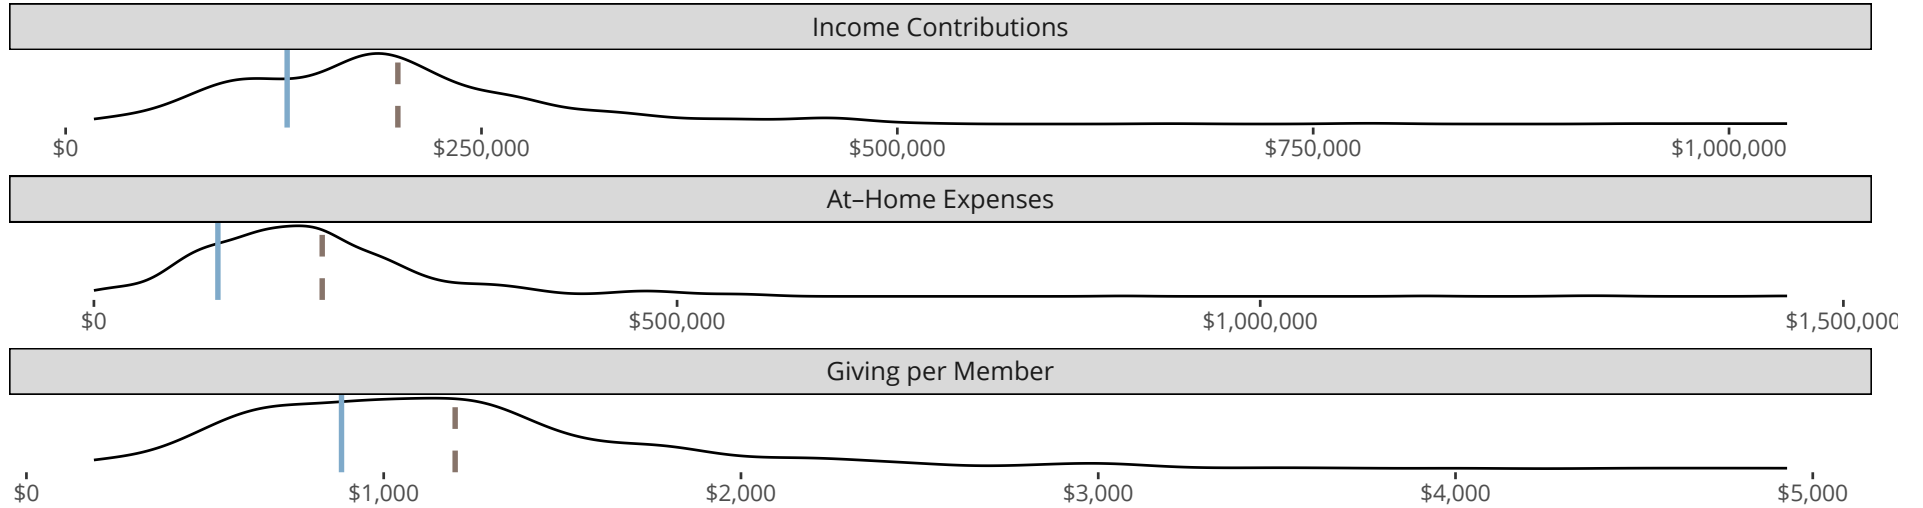 Income Contributions
$0 $250,000 $500,000 $750,000 $1,000,000
At–Home Expenses
$0 $500,000 $1,000,000 $1,500,000
Giving per Member
$0 $1,000 $2,000 $3,000 $4,000 $5,000